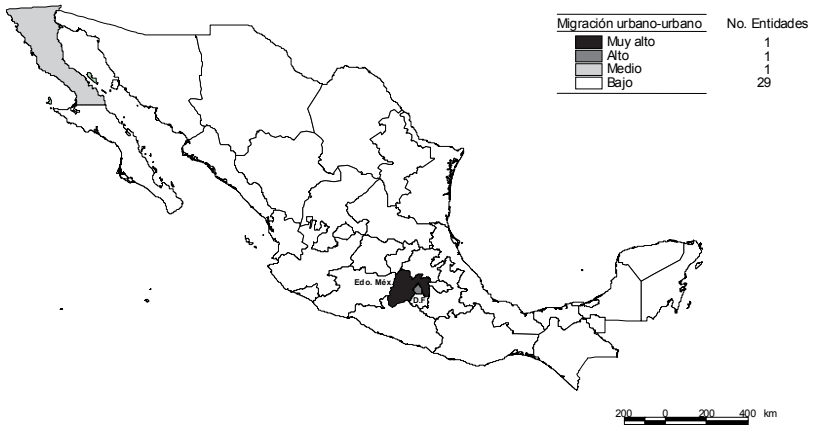 Migración urbano-urbano No. Entidades
Muy alto 1
Alto 1
Medio 1
Bajo 29
Edo. Méx.
D.F
200 0 200 400 km